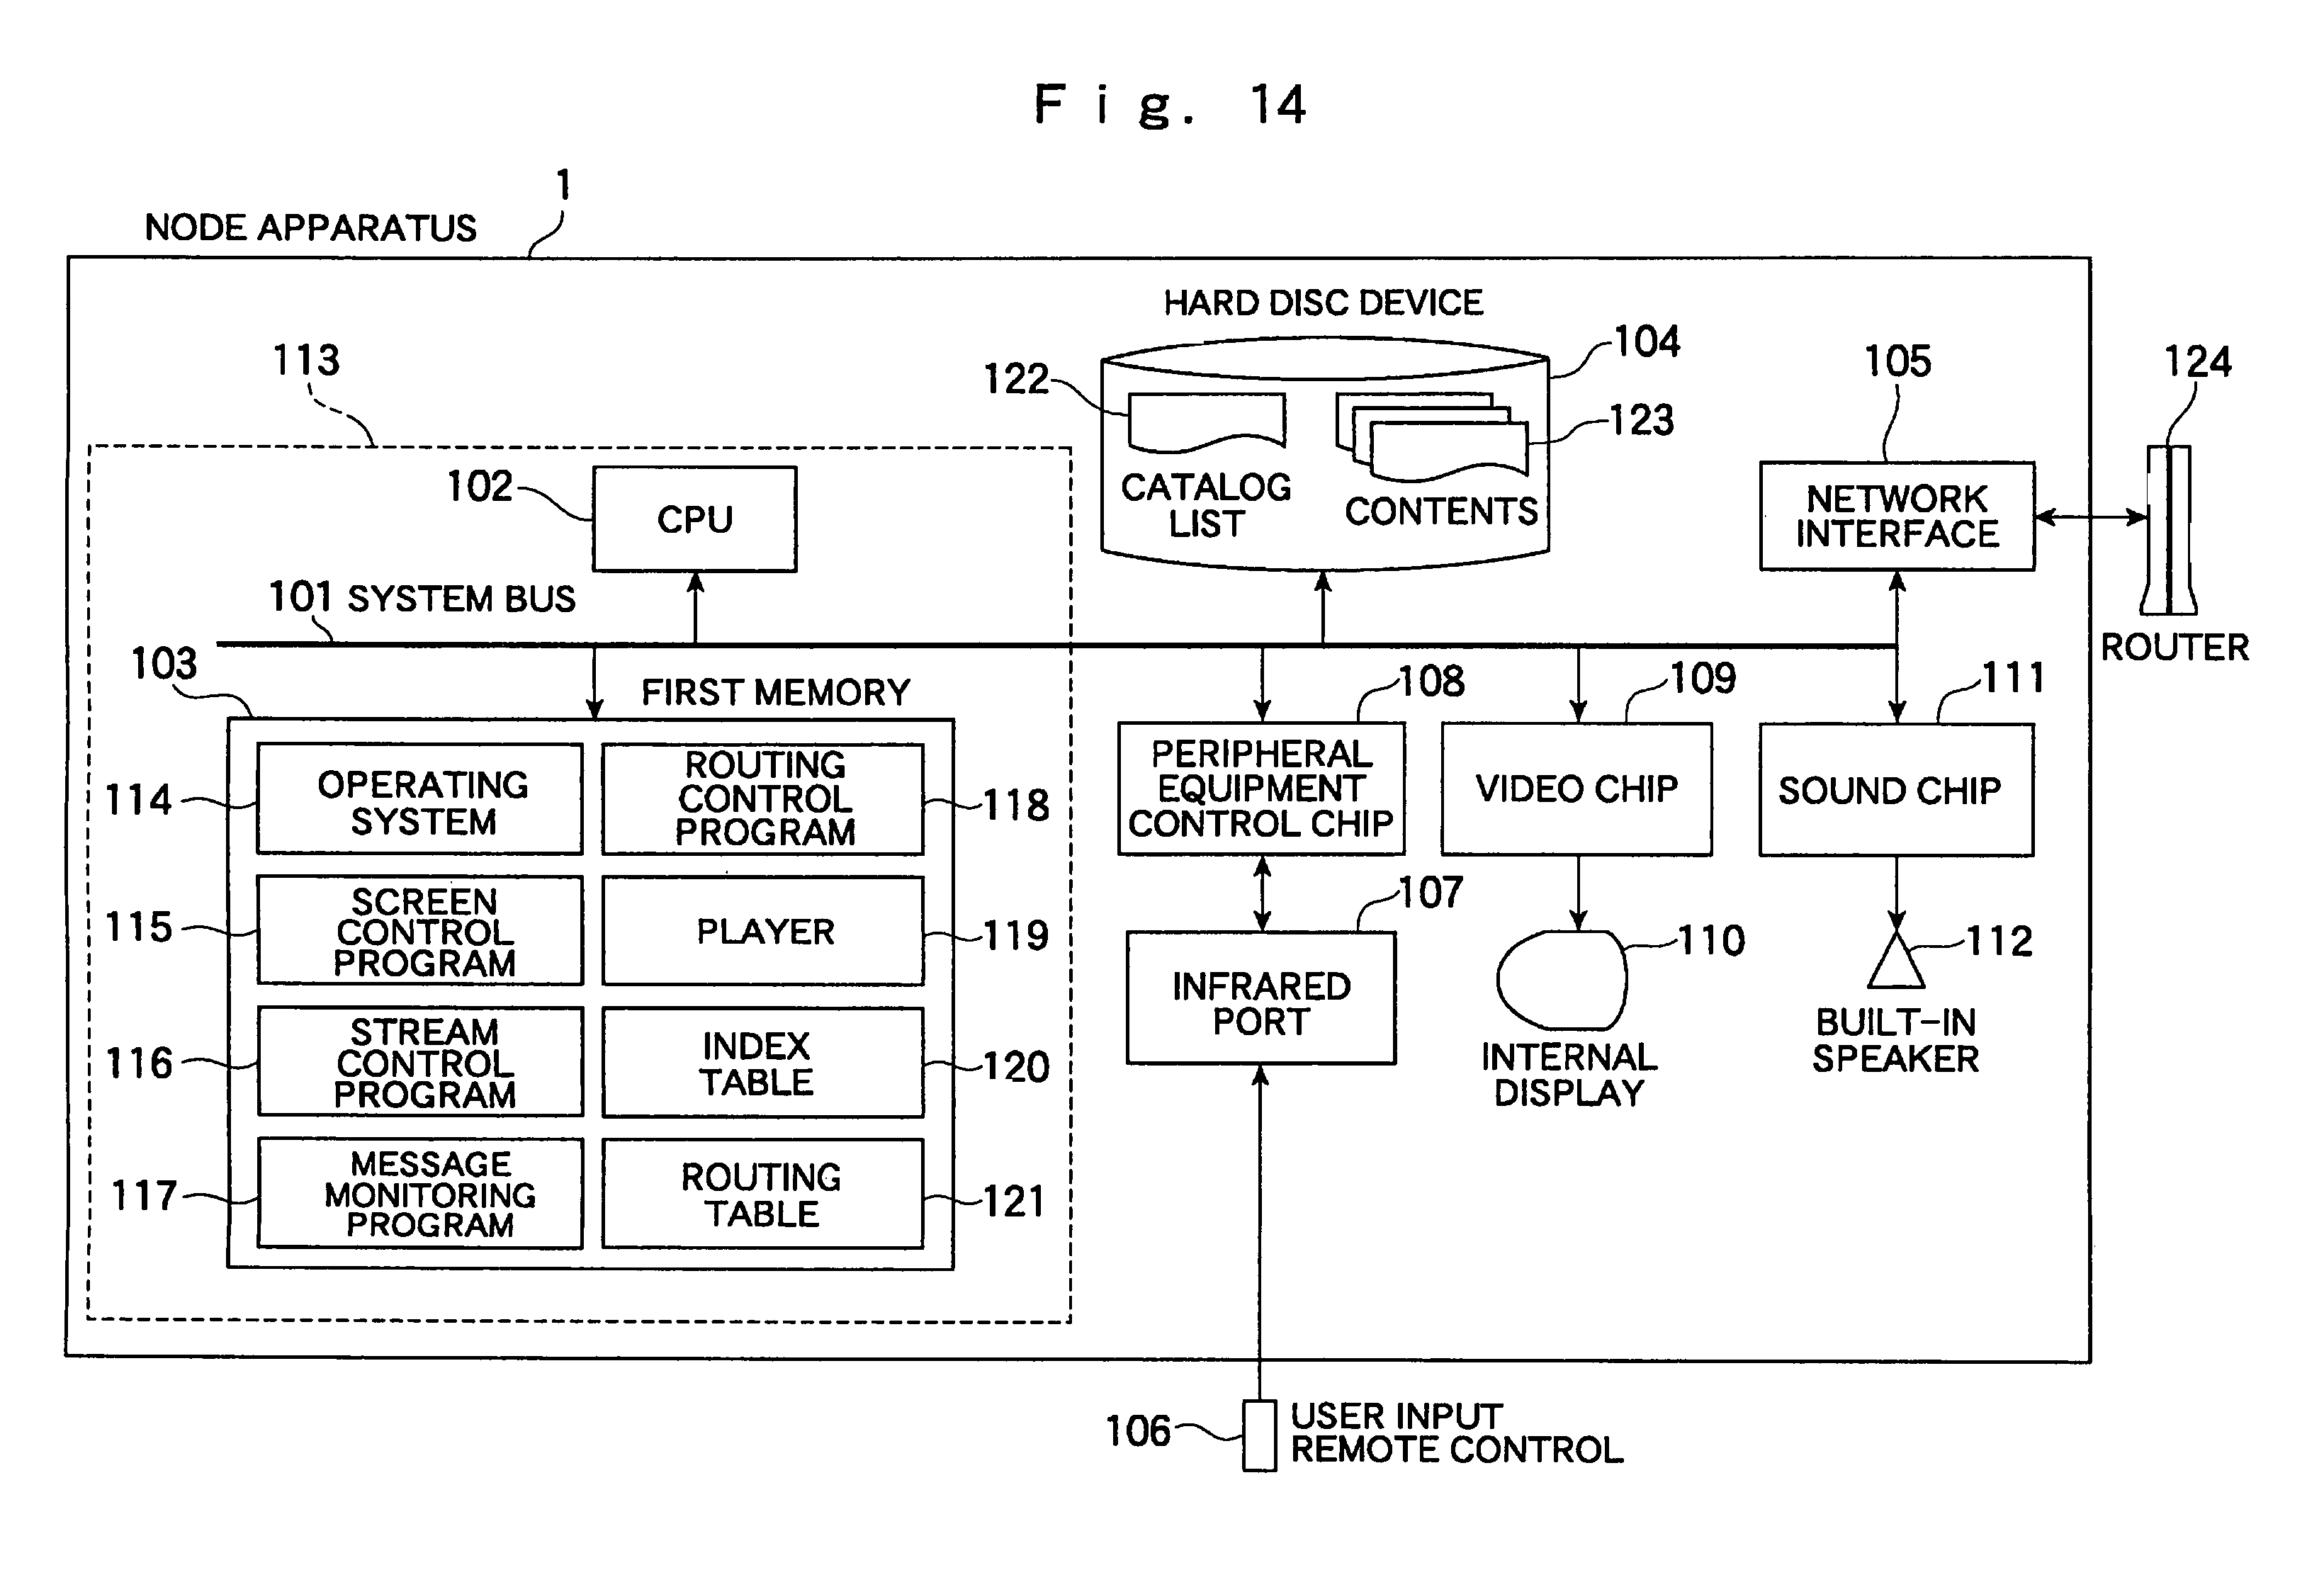 Fig. 14
1
NODE APPARATUS
HARD DISC DEVICE
104
113
122
123
105
124
CATALOG
LIST
CONTENTS
102
CPU
NETWORK
INTERFACE
101 SYSTEM BUS
ROUTER
103
FIRST MEMORY
108
109
111
114
OPERATING
SYSTEM
ROUTING
CONTROL
PROGRAM
118
PERIPHERAL
EQUIPMENT
CONTROL CHIP
VIDEO CHIP
SOUND CHIP
115
SCREEN
CONTROL
PROGRAM
PLAYER
119
107
INFRARED
PORT
110
112
INTERNAL
DISPLAY
BUILT-IN
SPEAKER
116
STREAM
CONTROL
PROGRAM
INDEX
TABLE
120
117
MESSAGE
MONITORING
PROGRAM
ROUTING
TABLE
121
106
USER INPUT
REMOTE CONTROL